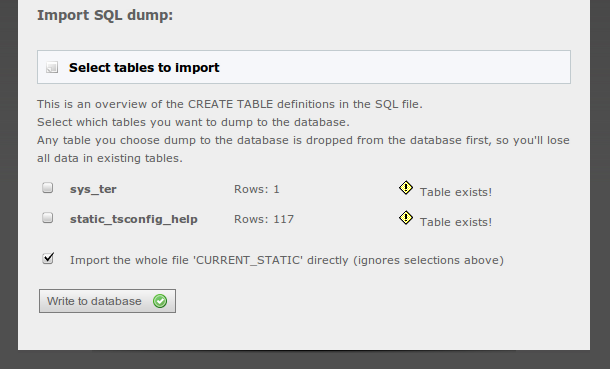 Import SQL dump:
Select tables to import
This is an overview of the CREATE TABLE definitions in the SQL file.
Select which tables you want to dump to the database.
Any table you choose dump to the database is dropped from the database first, so you'll lose
all data in existing tables.
sys_ter Rows: 1 Table exists!
static_tsconfig_help Rows: 117 Table exists!
Import the whole file 'CURRENT_STATIC' directly (ignores selections above)
Write to database